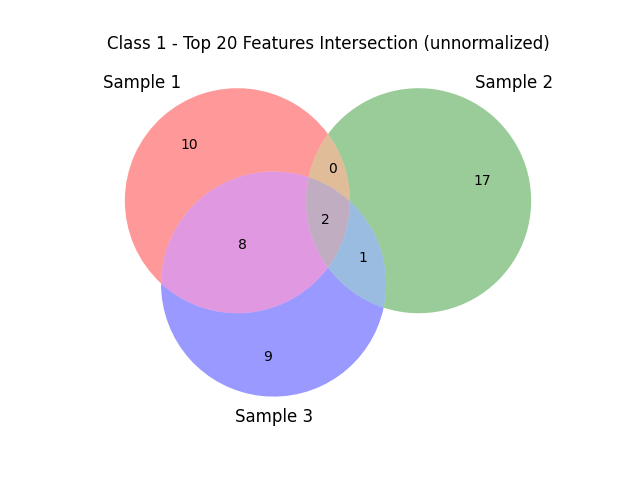 Class 1 - Top 20 Features Intersection (unnormalized)
Sample 1
Sample 2
10
0
17
2
8
1
9
Sample 3